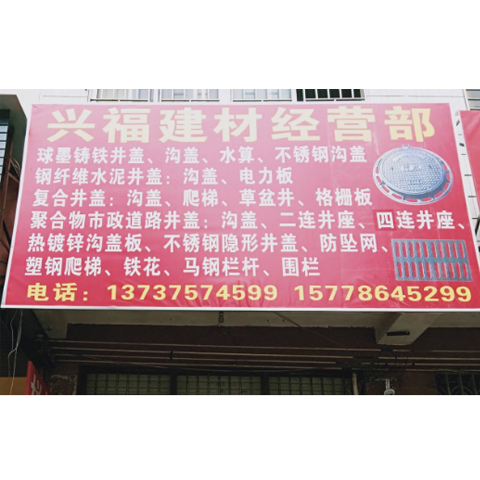 兴福建材经营部
球墨铸铁井盖、沟盖、水算、不锈钢沟盖
钢纤维水泥井盖：沟盖、电力板
复合井盖：沟盖、爬梯、草盆井、格栅板
聚合物市政道路井盖：沟盖、二连井座、四连井座、
热镀锌沟盖板、不锈钢隐形井盖、防坠网、
塑钢爬梯、铁花、马钢栏杆、围栏
电话：13737574599 15778645299